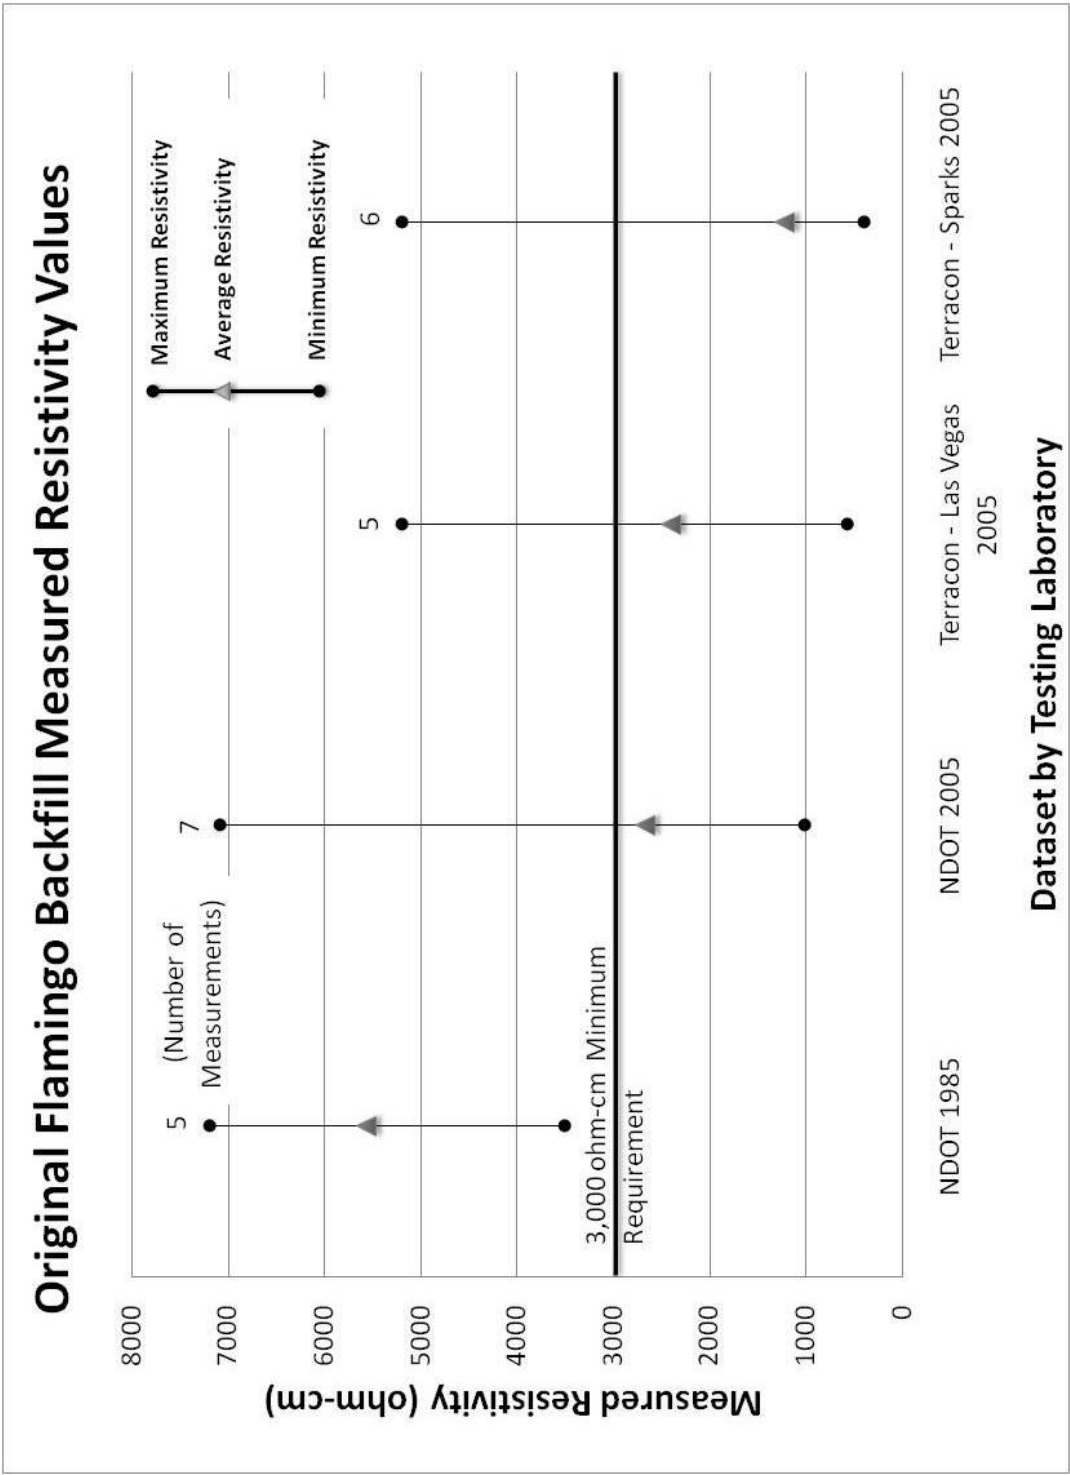 Original Flamingo Backfill Measured Resistivity Values
Measured Resistivity (ohm-cm)
8000
7000
6000
5000
4000
3000
2000
1000
0
5
(Number of
Measurements)
7
5
6
Maximum Resistivity
Average Resistivity
Minimum Resistivity
3,000 ohm-cm Minimum
Requirement
NDOT 1985
NDOT 2005
Terracon - Las Vegas
2005
Terracon - Sparks 2005
Dataset by Testing Laboratory